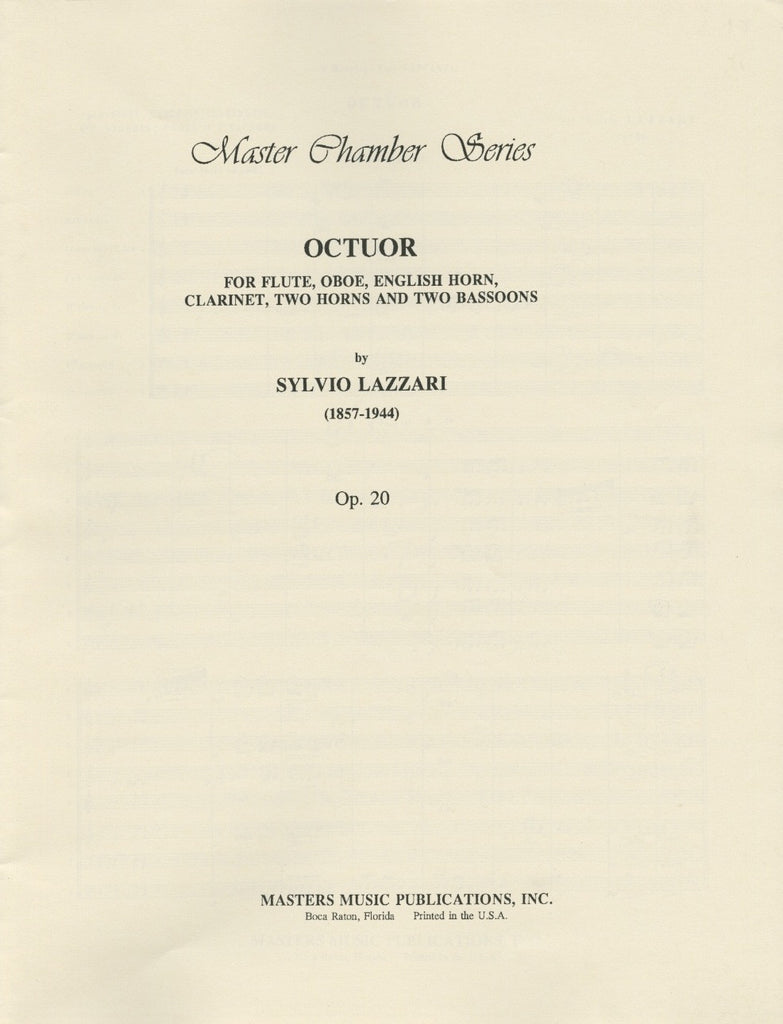 Master Chamber Series
OCTUOR
FOR FLUTE, OBOE, ENGLISH HORN,
CLARINET, TWO HORNS AND TWO BASSOONS
by
SYLVIO LAZZARI
(1857-1944)
Op. 20
MASTERS MUSIC PUBLICATIONS, INC.
Boca Raton, Florida Printed in the U.S.A.